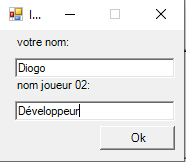 I...
votre nom:
Diogo
nom joueur 02:
Développeur
Ok